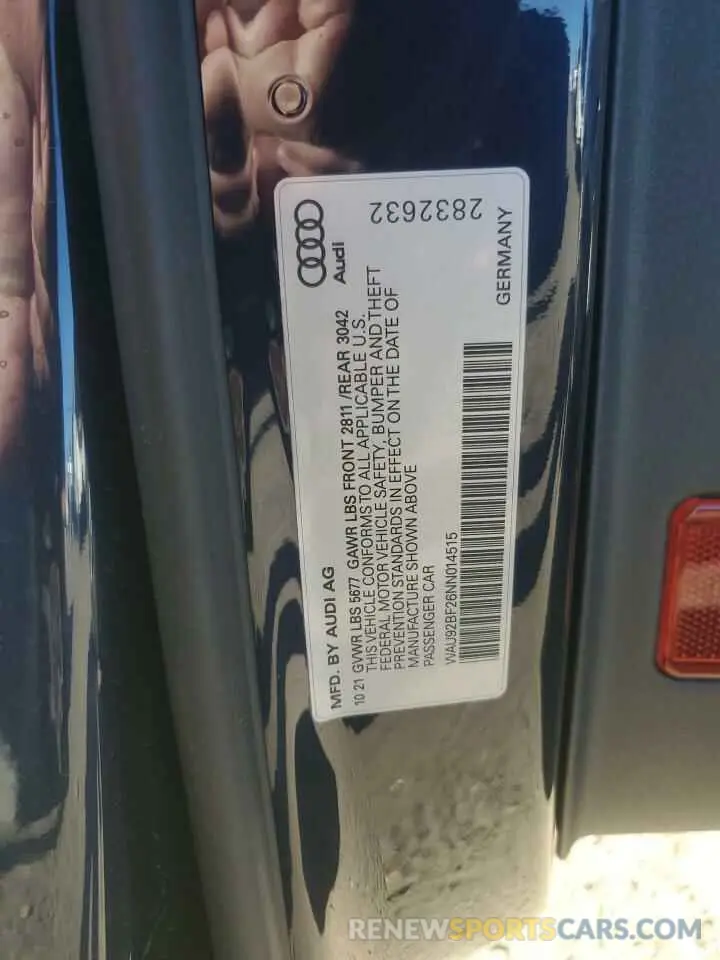 MFD. BY AUDI AG
10 21 GVWR LBS 5677 GAWR LBS FRONT 2811 /REAR 3042
THIS VEHICLE CONFORMS TO ALL APPLICABLE U.S.
FEDERAL MOTOR VEHICLE SAFETY, BUMPER AND THEFT
PREVENTION STANDARDS IN EFFECT ON THE DATE OF
MANUFACTURE SHOWN ABOVE
PASSENGER CAR
WAU92BF26NN014515
Audi
2832632
GERMANY
RENEWSPORTSCARS.COM